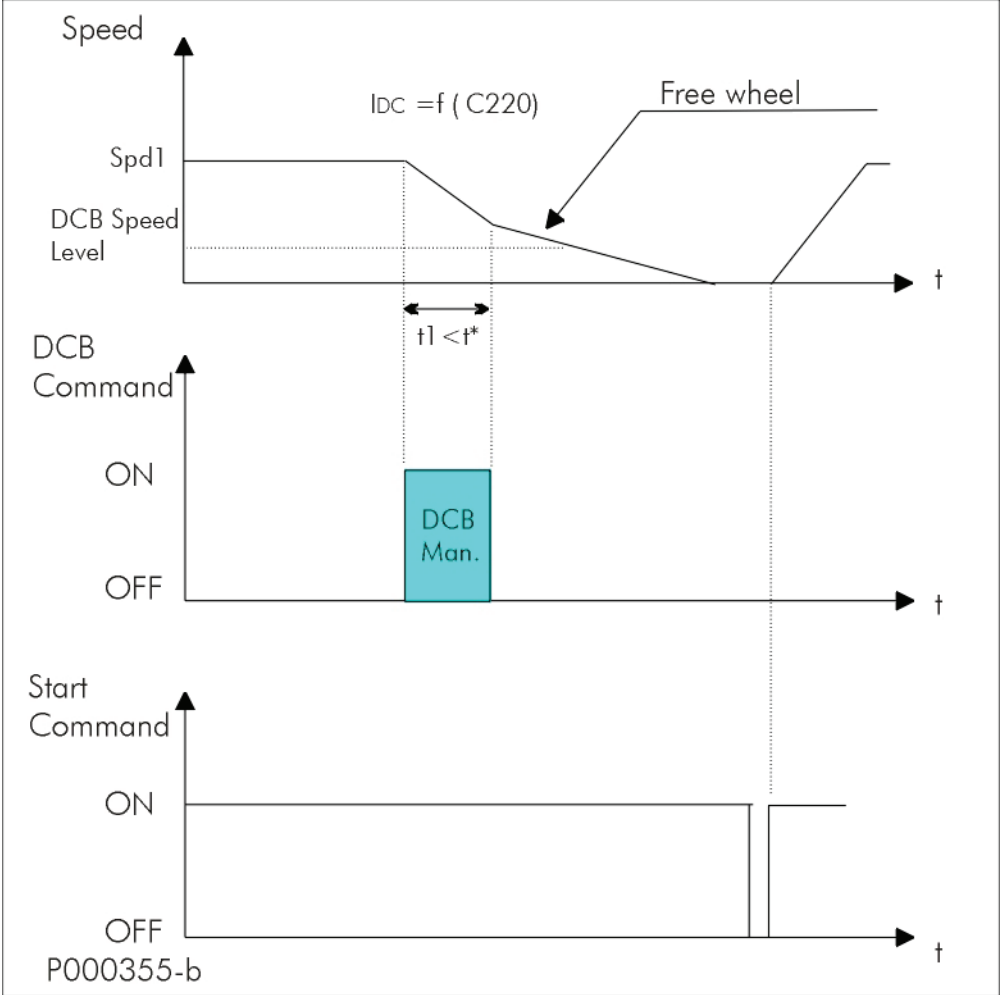 Speed
IDC =f ( C220)
Free wheel
Spd1
DCB Speed
Level
t
t1 <t*
DCB
Command
ON
DCB
Man.
OFF
t
Start
Command
ON
OFF
t
P000355-b